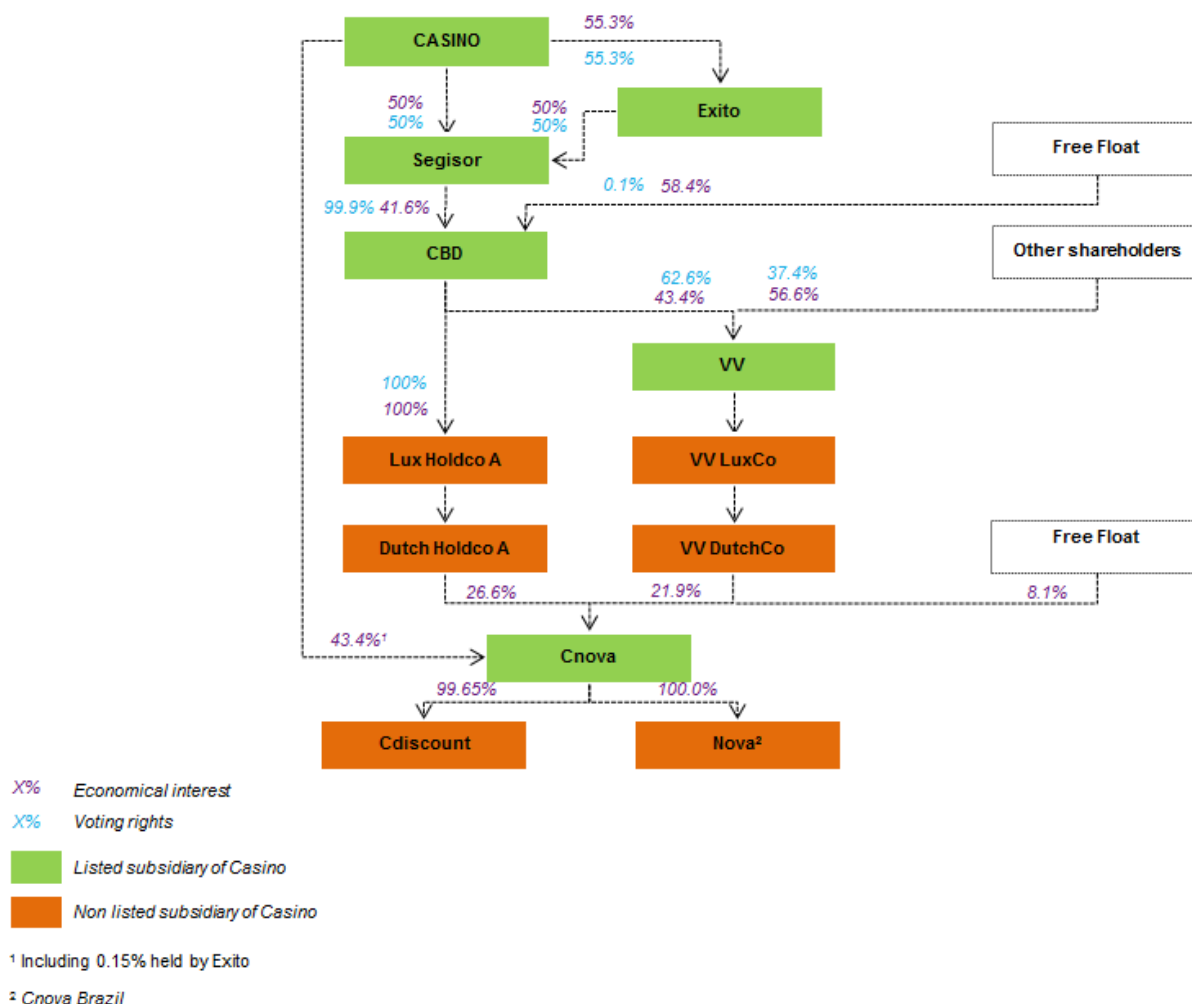 55.3%
CASINO
55.3%
50%
50%
50%
50%
Exito
Free Float
Segisor
0.1% 58.4%
99.9% 41.6%
CBD
Other shareholders
62.6%
37.4%
43.4%
56.6%
VV
100%
100%
Lux Holdco A
VV LuxCo
Dutch Holdco A
VV DutchCo
Free Float
26.6%
21.9%
8.1%
43.4%¹
Cnova
99.65%
100.0%
Cdiscount
Nova²
X% Economical interest
X% Voting rights
Listed subsidiary of Casino
Non listed subsidiary of Casino
¹ Including 0.15% held by Exito
² Cnova Brazil